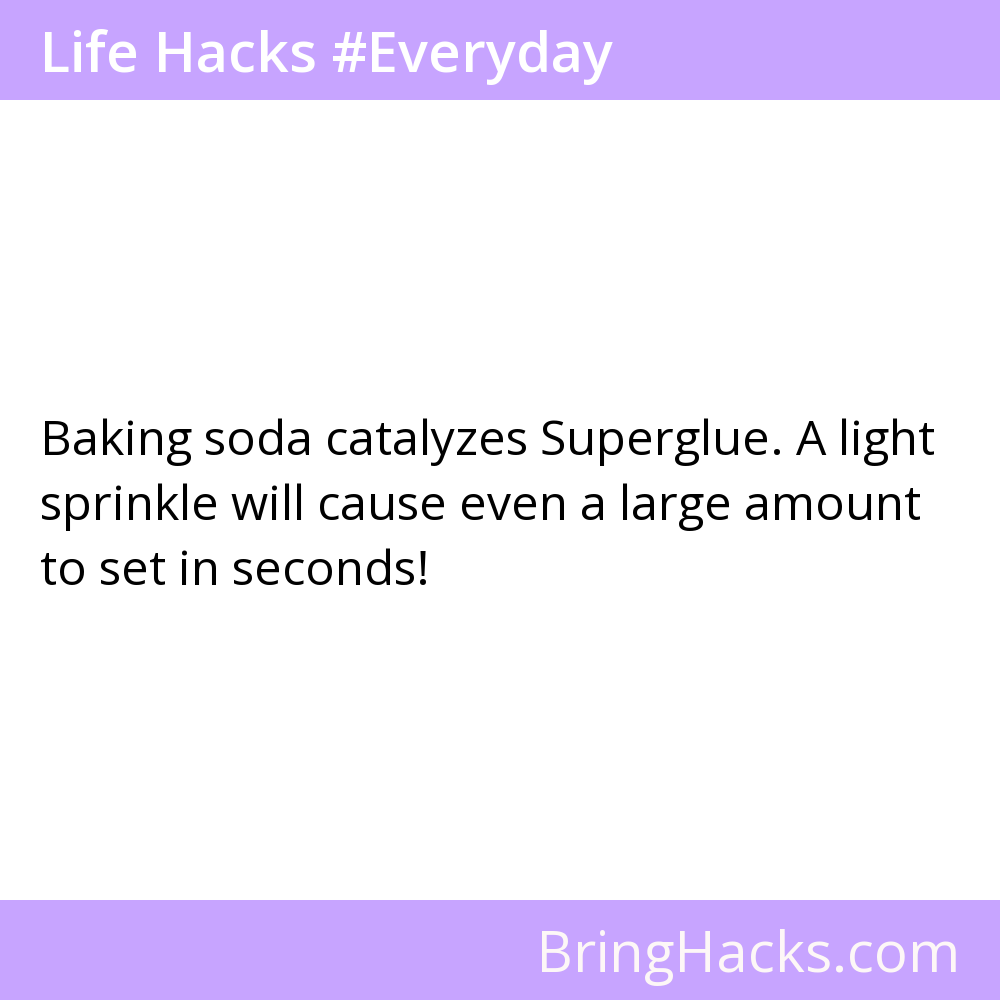 Life Hacks #Everyday
Baking soda catalyzes Superglue. A light
sprinkle will cause even a large amount
to set in seconds!
BringHacks.com